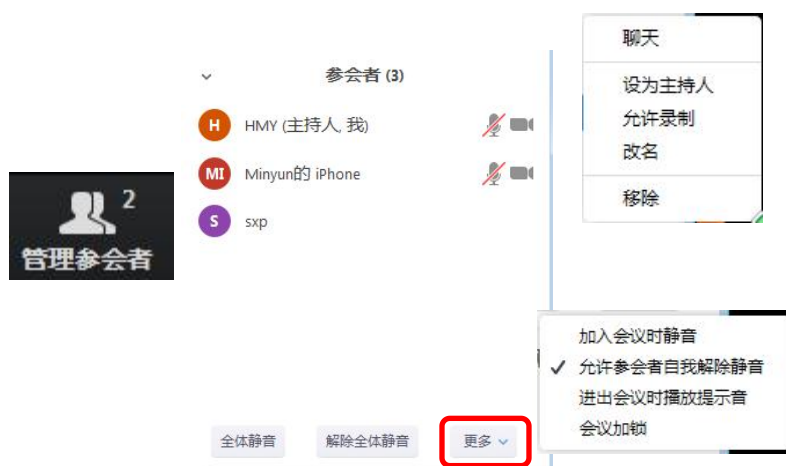 2
管理参会者
参会者 (3)
H HMY (主持人, 我)
MI Minyun的 iPhone
S sxp
全体静音 解除全体静音 更多
聊天
设为主持人
允许录制
改名
移除
加入会议时静音
允许参会者自我解除静音
进出会议时播放提示音
会议加锁